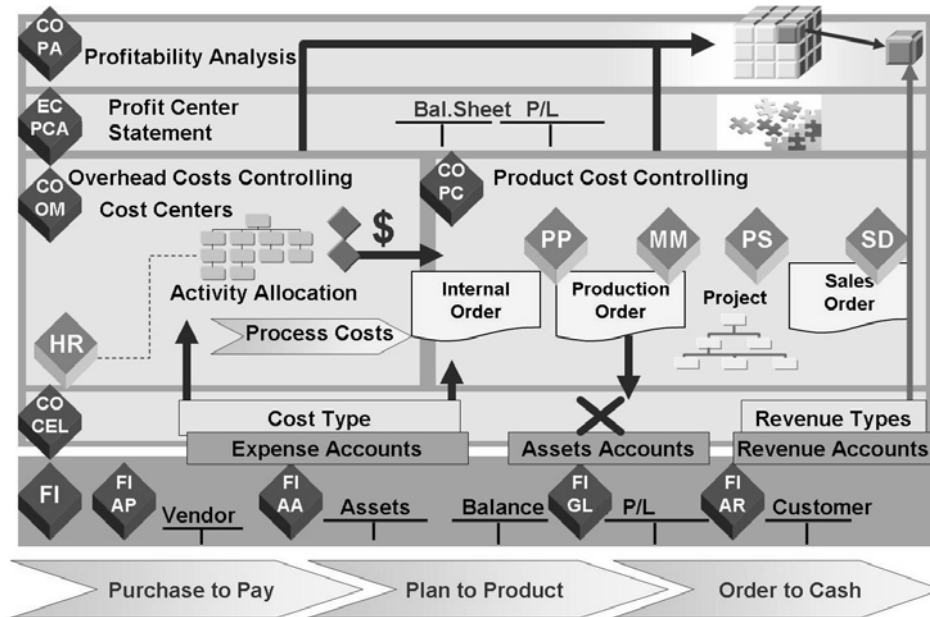 CO
PA
Profitability Analysis
EC
PCA
Profit Center
Statement
Bal.Sheet P/L
CO
OM
Overhead Costs Controlling
Cost Centers
$
Activity Allocation
Process Costs
HR
CO
PC
Product Cost Controlling
PP
MM
PS
SD
Internal
Order
Production
Order
Project
Sales
Order
CO
CEL
Cost Type
Revenue Types
Expense Accounts
Assets Accounts
Revenue Accounts
FI
FI
AP
Vendor
FI
AA
Assets
Balance
FI
GL
P/L
FI
AR
Customer
Purchase to Pay
Plan to Product
Order to Cash